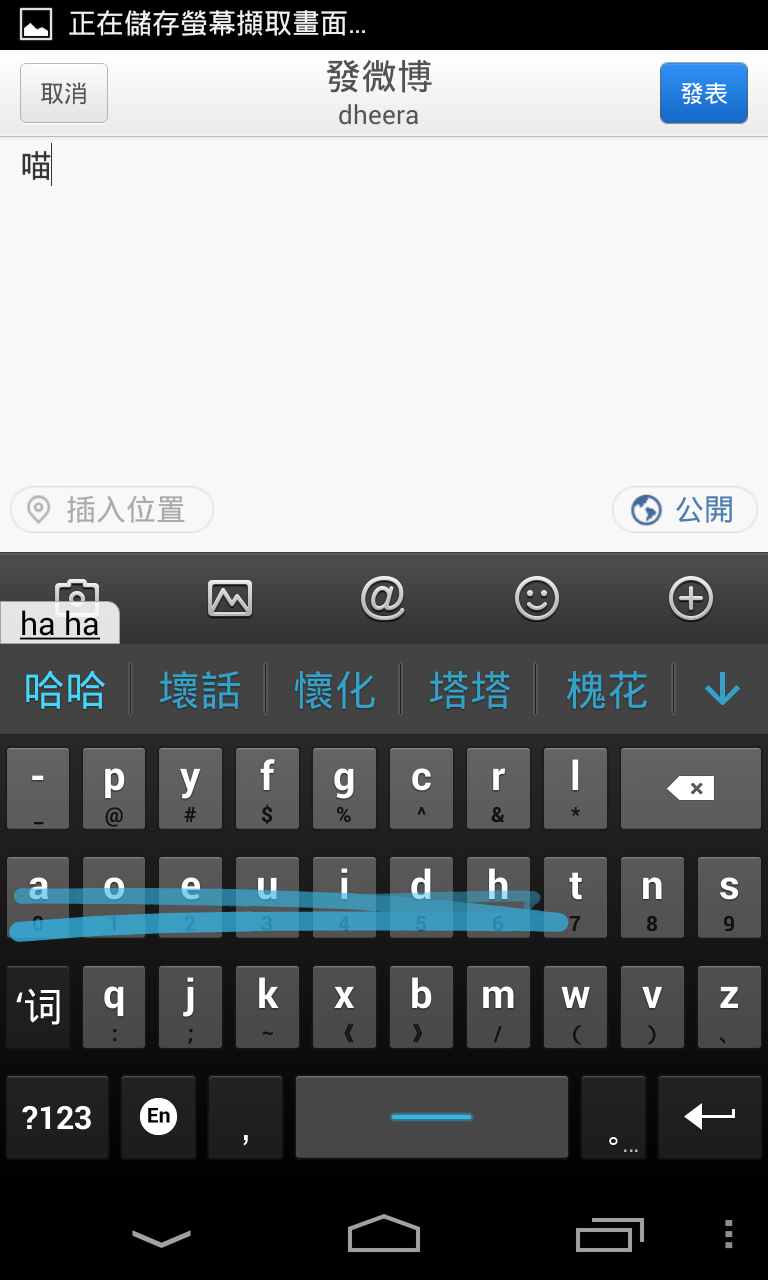 正在儲存螢幕擷取畫面...
取消 發微博 發表
dheera
喵
插入位置 公開
ha ha
哈哈 壞話 懷化 塔塔 槐花
- p y f g c r l
_ @ # $ % ^ & *
a o e u i d h t n s
0 1 2 3 4 5 6 7 8 9
‘词 q j k x b m w v z
: ; ~ 《 》 / ( ) 、
?123 En , 。...